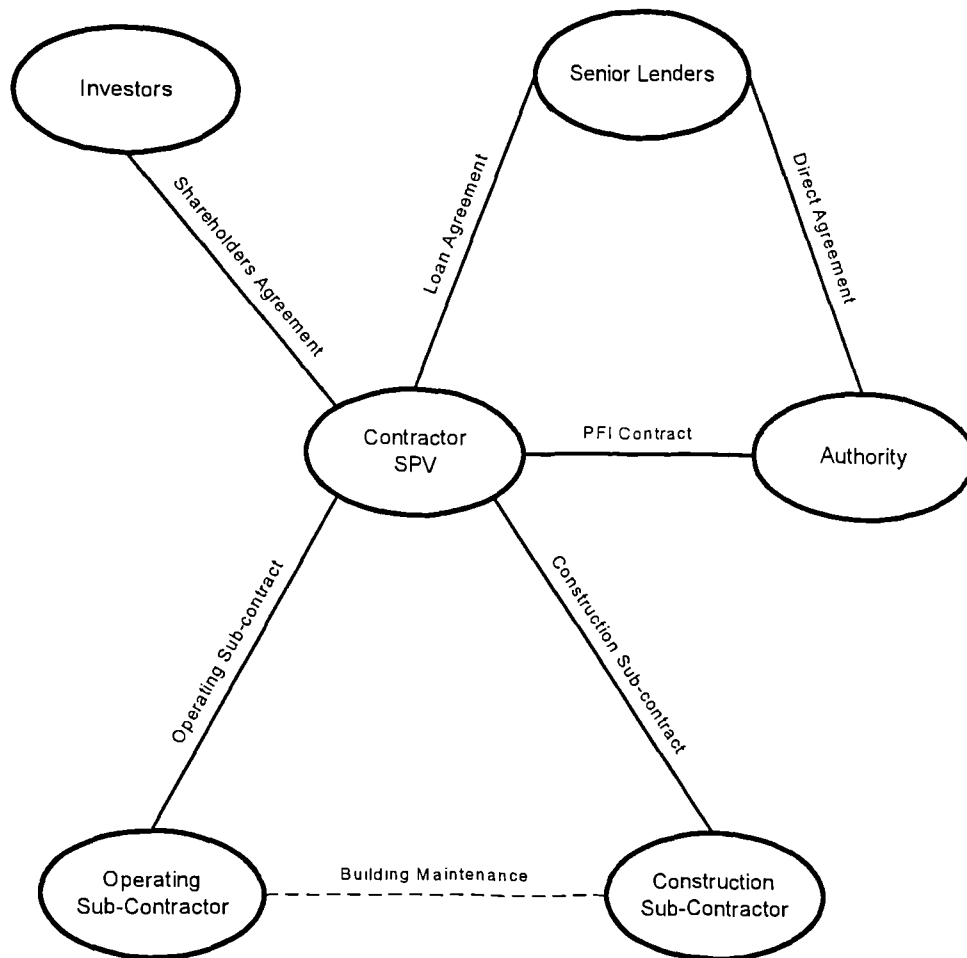 Investors
Senior Lenders
Shareholders Agreement
Loan Agreement
Direct Agreement
Contractor
SPV
PFI Contract
Authority
Operating Sub-contract
Construction Sub-contract
Operating
Sub-Contractor
Building Maintenance
Construction
Sub-Contractor